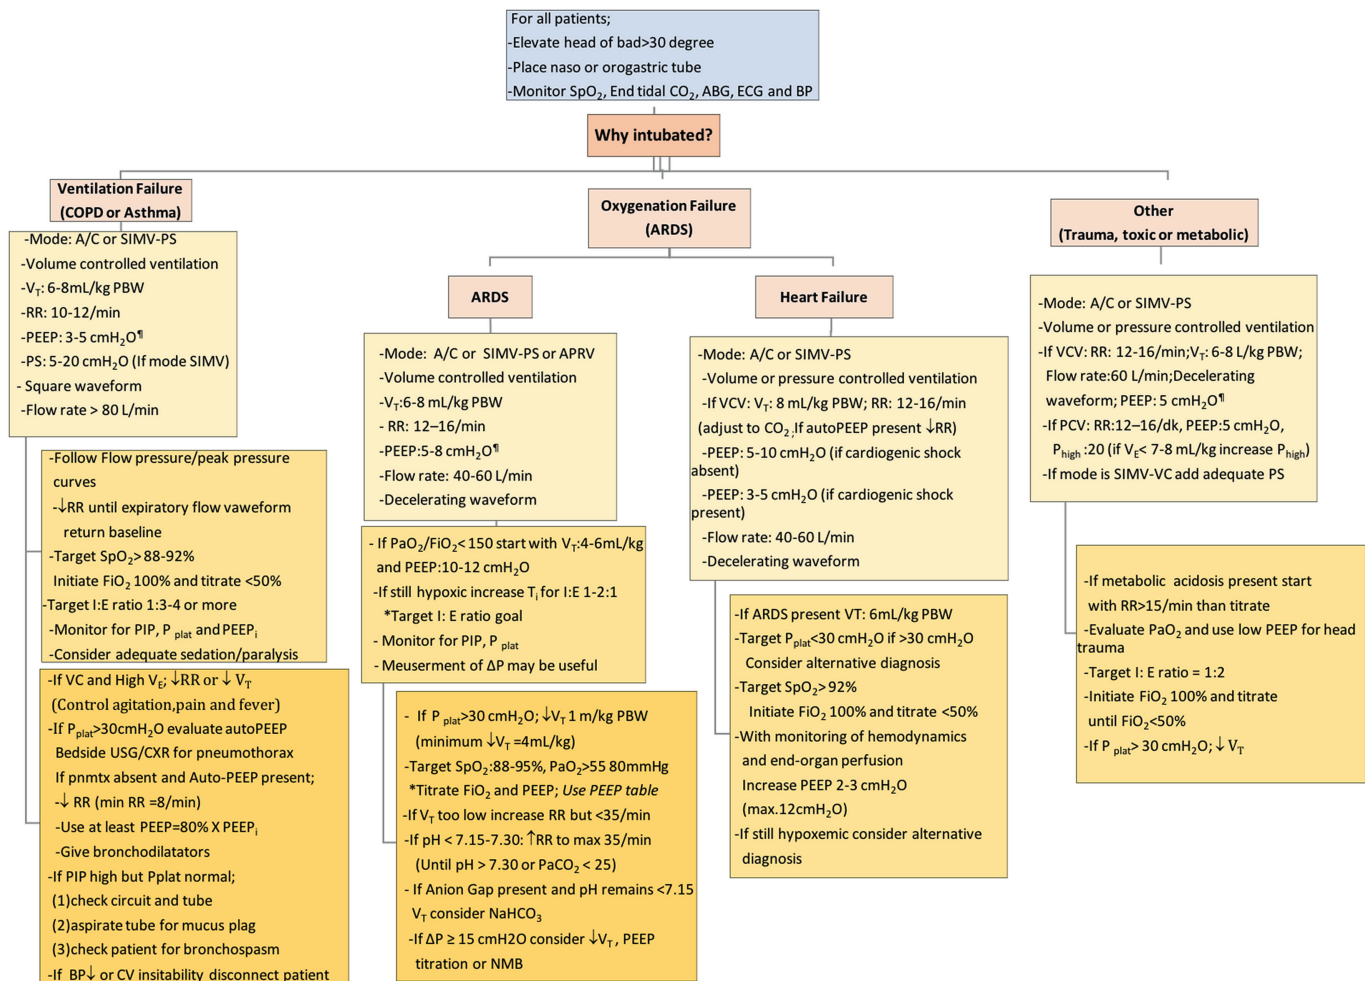 For all patients;
-Elevate head of bad>30 degree
-Place naso or orogastric tube
-Monitor SpO₂, End tidal CO₂, ABG, ECG and BP
Why intubated?
Ventilation Failure
(COPD or Asthma)
-Mode: A/C or SIMV-PS
-Volume controlled ventilation
-V_T: 6-8mL/kg PBW
-RR: 10-12/min
-PEEP: 3-5 cmH₂O¶
-PS: 5-20 cmH₂O (If mode SIMV)
- Square waveform
-Flow rate > 80 L/min
-Follow Flow pressure/peak pressure
curves
-↓RR until expiratory flow vaweform
return baseline
-Target SpO₂> 88-92%
Initiate FiO₂ 100% and titrate <50%
-Target I:E ratio 1:3-4 or more
-Monitor for PIP, P plat and PEEPᵢ
-Consider adequate sedation/paralysis
-If VC and High V_E; ↓RR or ↓ V_T
(Control agitation,pain and fever)
-If P_plat>30cmH₂O evaluate autoPEEP
Bedside USG/CXR for pneumothorax
If pnmtx absent and Auto-PEEP present;
-↓ RR (min RR =8/min)
-Use at least PEEP=80% X PEEPᵢ
-Give bronchodilatators
-If PIP high but Pplat normal;
(1)check circuit and tube
(2)aspirate tube for mucus plag
(3)check patient for bronchospasm
-If BP↓ or CV insitability disconnect patient
Oxygenation Failure
(ARDS)
ARDS
-Mode: A/C or SIMV-PS or APRV
-Volume controlled ventilation
-V_T:6-8 mL/kg PBW
- RR: 12–16/min
-PEEP:5-8 cmH₂O¶
-Flow rate: 40-60 L/min
-Decelerating waveform
- If PaO₂/FiO₂< 150 start with V_T:4-6mL/kg
and PEEP:10-12 cmH₂O
-If still hypoxic increase Tᵢ for I:E 1-2:1
*Target I: E ratio goal
- Monitor for PIP, P plat
- Meuserment of ΔP may be useful
- If P plat>30 cmH₂O; ↓V_T 1 m/kg PBW
(minimum ↓V_T =4mL/kg)
-Target SpO₂:88-95%, PaO₂>55 80mmHg
*Titrate FiO₂ and PEEP; Use PEEP table
-If V_T too low increase RR but <35/min
-If pH < 7.15-7.30: ↑RR to max 35/min
(Until pH > 7.30 or PaCO₂ < 25)
- If Anion Gap present and pH remains <7.15
V_T consider NaHCO₃
-If ΔP ≥ 15 cmH2O consider ↓V_T, PEEP
titration or NMB
Heart Failure
-Mode: A/C or SIMV-PS
-Volume or pressure controlled ventilation
-If VCV: V_T: 8 mL/kg PBW; RR: 12-16/min
(adjust to CO₂,If autoPEEP present ↓RR)
-PEEP: 5-10 cmH₂O (if cardiogenic shock
absent)
-PEEP: 3-5 cmH₂O (if cardiogenic shock
present)
-Flow rate: 40-60 L/min
-Decelerating waveform
-If ARDS present VT: 6mL/kg PBW
-Target P_plat<30 cmH₂O if >30 cmH₂O
Consider alternative diagnosis
-Target SpO₂> 92%
Initiate FiO₂ 100% and titrate <50%
-With monitoring of hemodynamics
and end-organ perfusion
Increase PEEP 2-3 cmH₂O
(max.12cmH₂O)
-If still hypoxemic consider alternative
diagnosis
Other
(Trauma, toxic or metabolic)
-Mode: A/C or SIMV-PS
-Volume or pressure controlled ventilation
-If VCV: RR: 12-16/min;V_T: 6-8 L/kg PBW;
Flow rate:60 L/min;Decelerating
waveform; PEEP: 5 cmH₂O¶
-If PCV: RR:12–16/dk, PEEP:5 cmH₂O,
P_high :20 (if V_E< 7-8 mL/kg increase P_high)
-If mode is SIMV-VC add adequate PS
-If metabolic acidosis present start
with RR>15/min than titrate
-Evaluate PaO₂ and use low PEEP for head
trauma
-Target I: E ratio = 1:2
-Initiate FiO₂ 100% and titrate
until FiO₂<50%
-If P plat> 30 cmH₂O; ↓ V_T